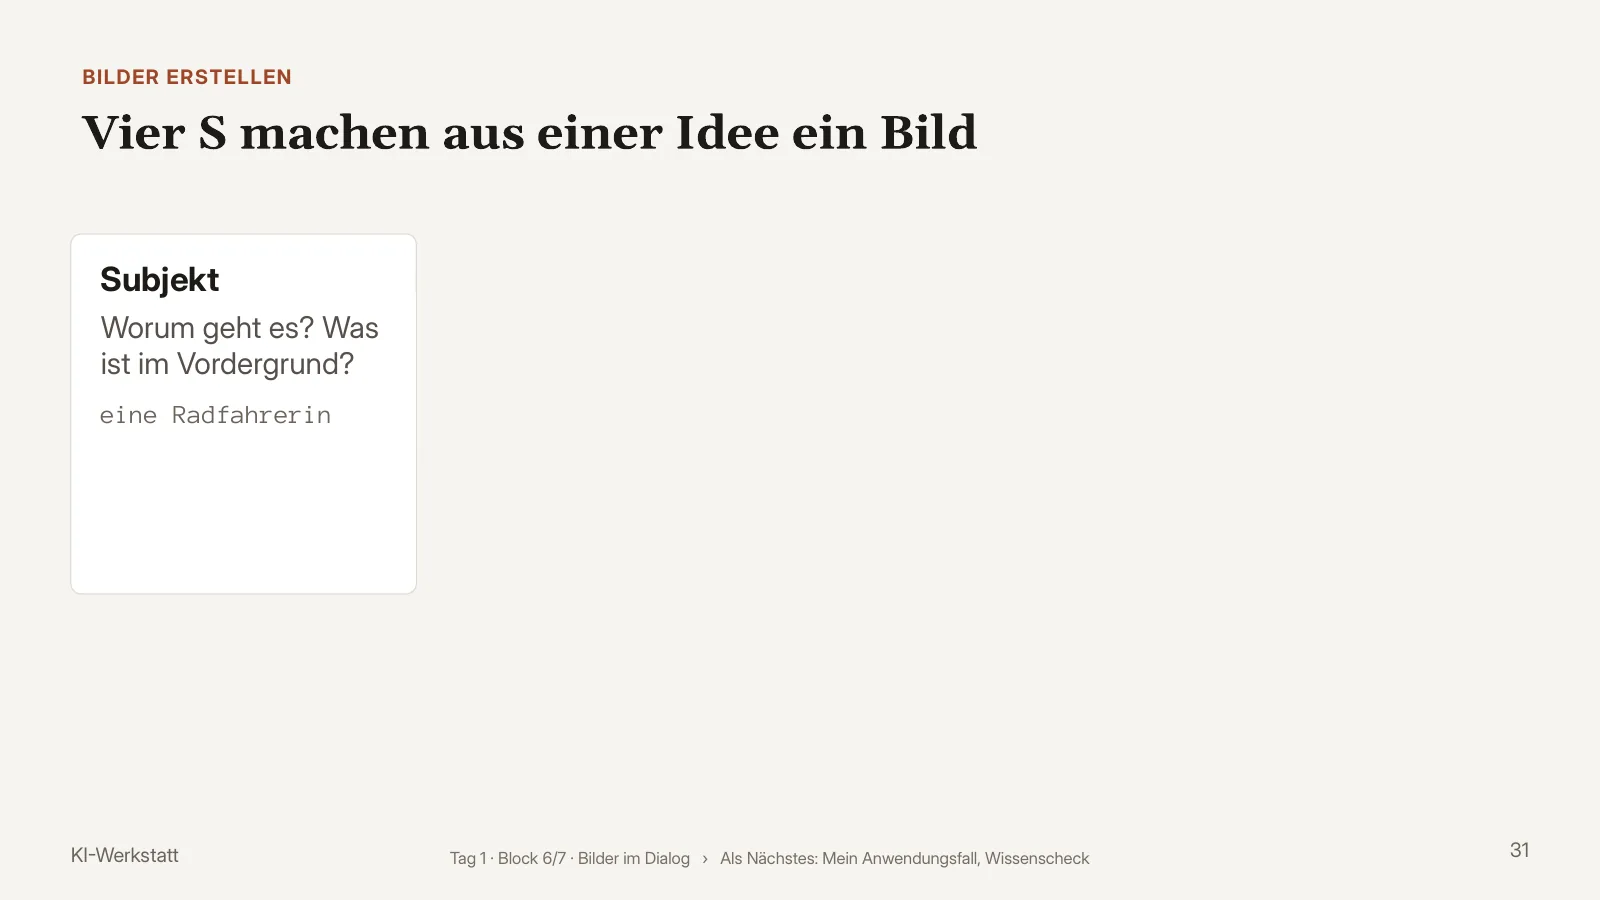 BILDER ERSTELLEN
Vier S machen aus einer Idee ein Bild
Subjekt
Worum geht es? Was
ist im Vordergrund?
eine Radfahrerin
KI-Werkstatt
Tag 1 · Block 6/7 · Bilder im Dialog › Als Nächstes: Mein Anwendungsfall, Wissenscheck
31